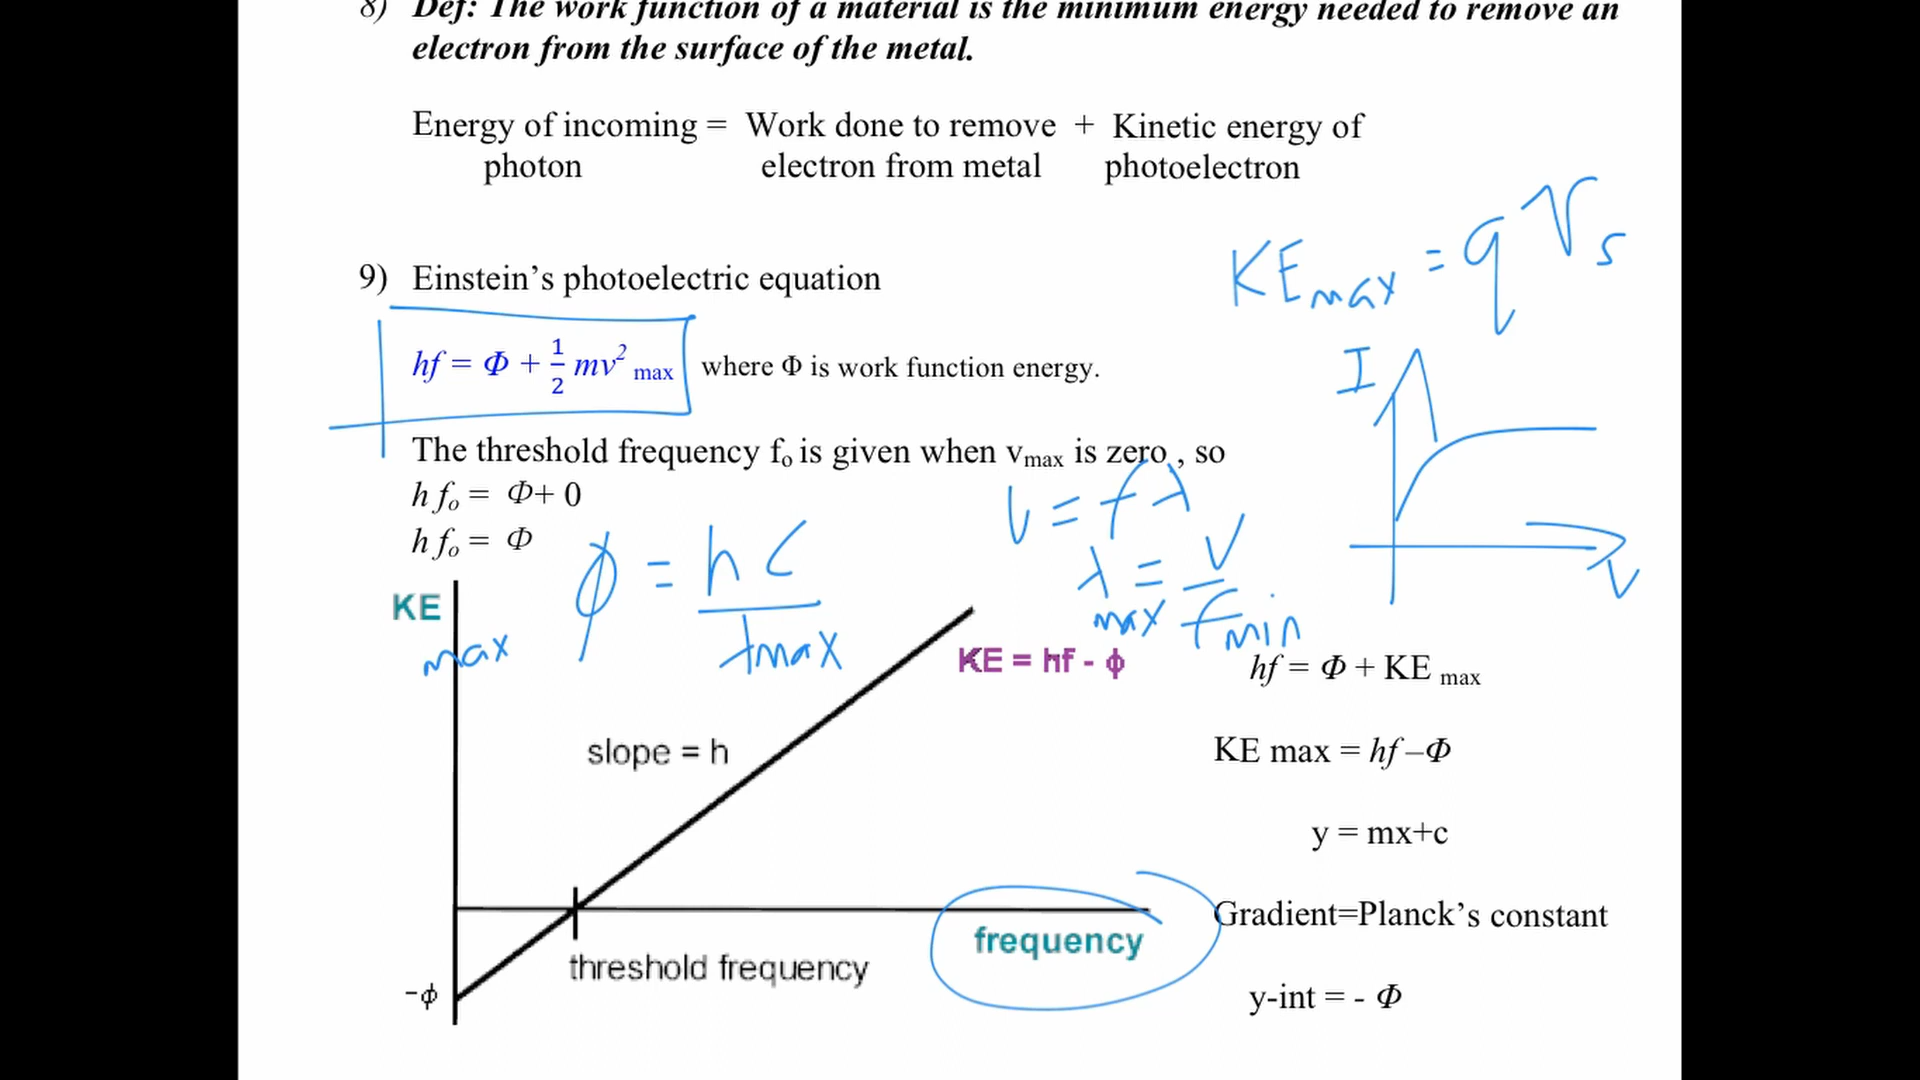 8) Def: The work function of a material is the minimum energy needed to remove an
electron from the surface of the metal.
Energy of incoming = Work done to remove + Kinetic energy of
photon electron from metal photoelectron
KEmax = q Vs
9) Einstein's photoelectric equation
hf = Φ + 1/2 mv² max where Φ is work function energy.
I
The threshold frequency fo is given when vmax is zero , so
h fo = Φ+ 0
v = fλ
h fo = Φ
ϕ = hc / λmax
λmax = v / fmin
V
KE max
KE = hf - ϕ
hf = Φ + KE max
slope = h
KE max = hf –Φ
y = mx+c
Gradient=Planck's constant
frequency
threshold frequency
-ϕ
y-int = - Φ